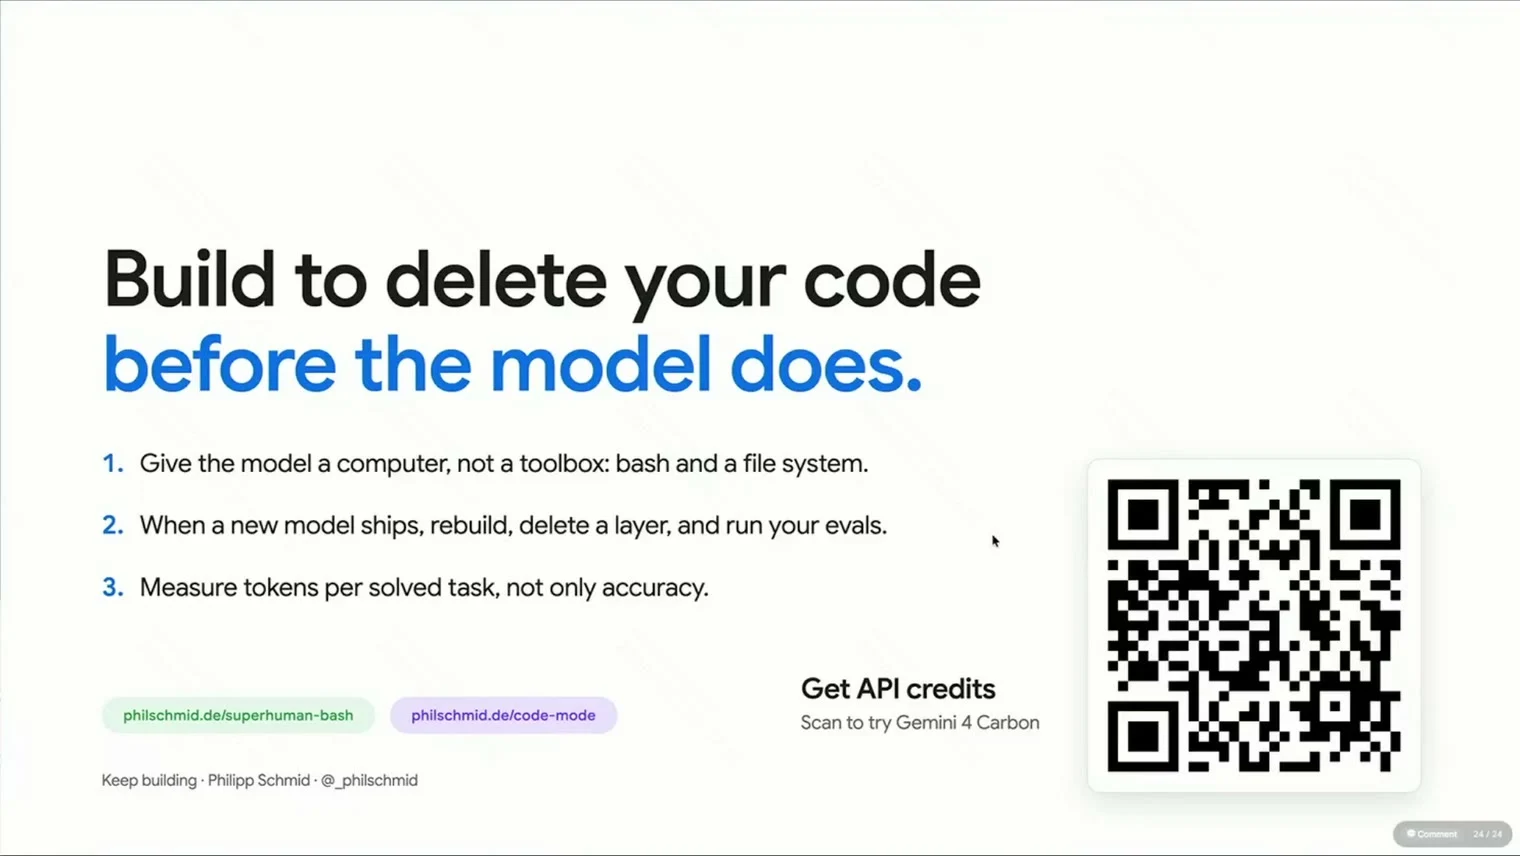 Build to delete your code
before the model does.
1. Give the model a computer, not a toolbox: bash and a file system.
2. When a new model ships, rebuild, delete a layer, and run your evals.
3. Measure tokens per solved task, not only accuracy.
philschmid.de/superhuman-bash
philschmid.de/code-mode
Get API credits
Scan to try Gemini 4 Carbon
Keep building · Philipp Schmid · @_philschmid
Comment 24 / 24